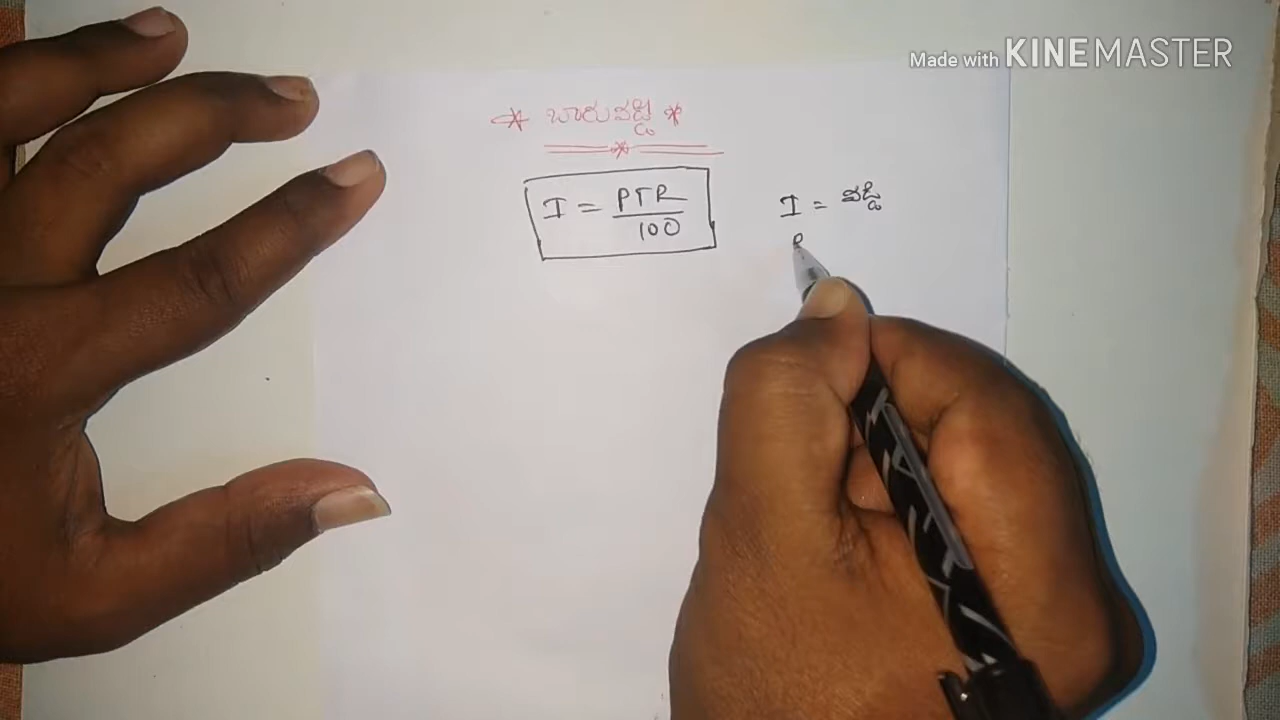 Made with KINEMASTER
* ಬಾರುವಡ್ಡಿ *
I = PTR / 100
I = ವಡ್ಡಿ
P